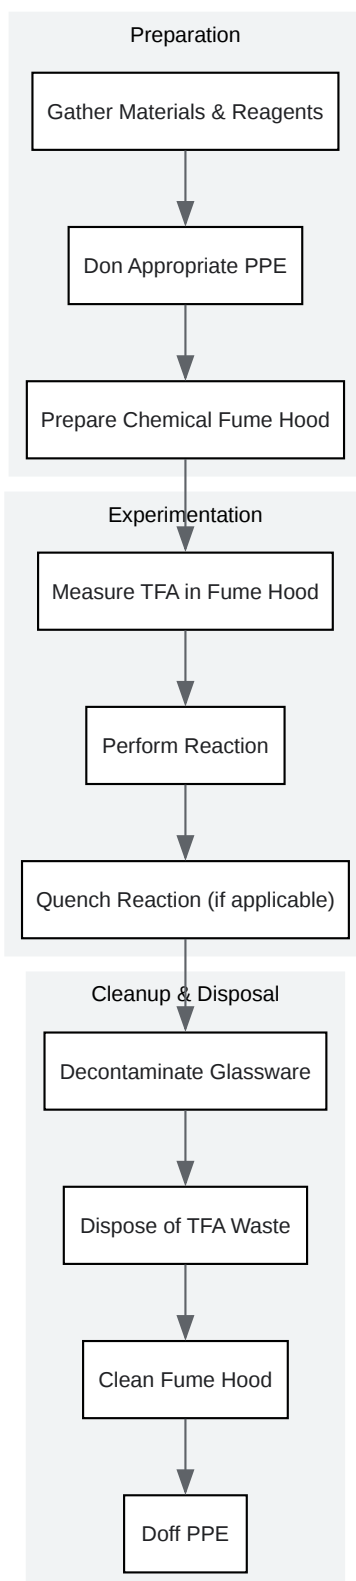 Preparation
Gather Materials & Reagents
Don Appropriate PPE
Prepare Chemical Fume Hood
Experimentation
Measure TFA in Fume Hood
Perform Reaction
Quench Reaction (if applicable)
Cleanup & Disposal
Decontaminate Glassware
Dispose of TFA Waste
Clean Fume Hood
Doff PPE